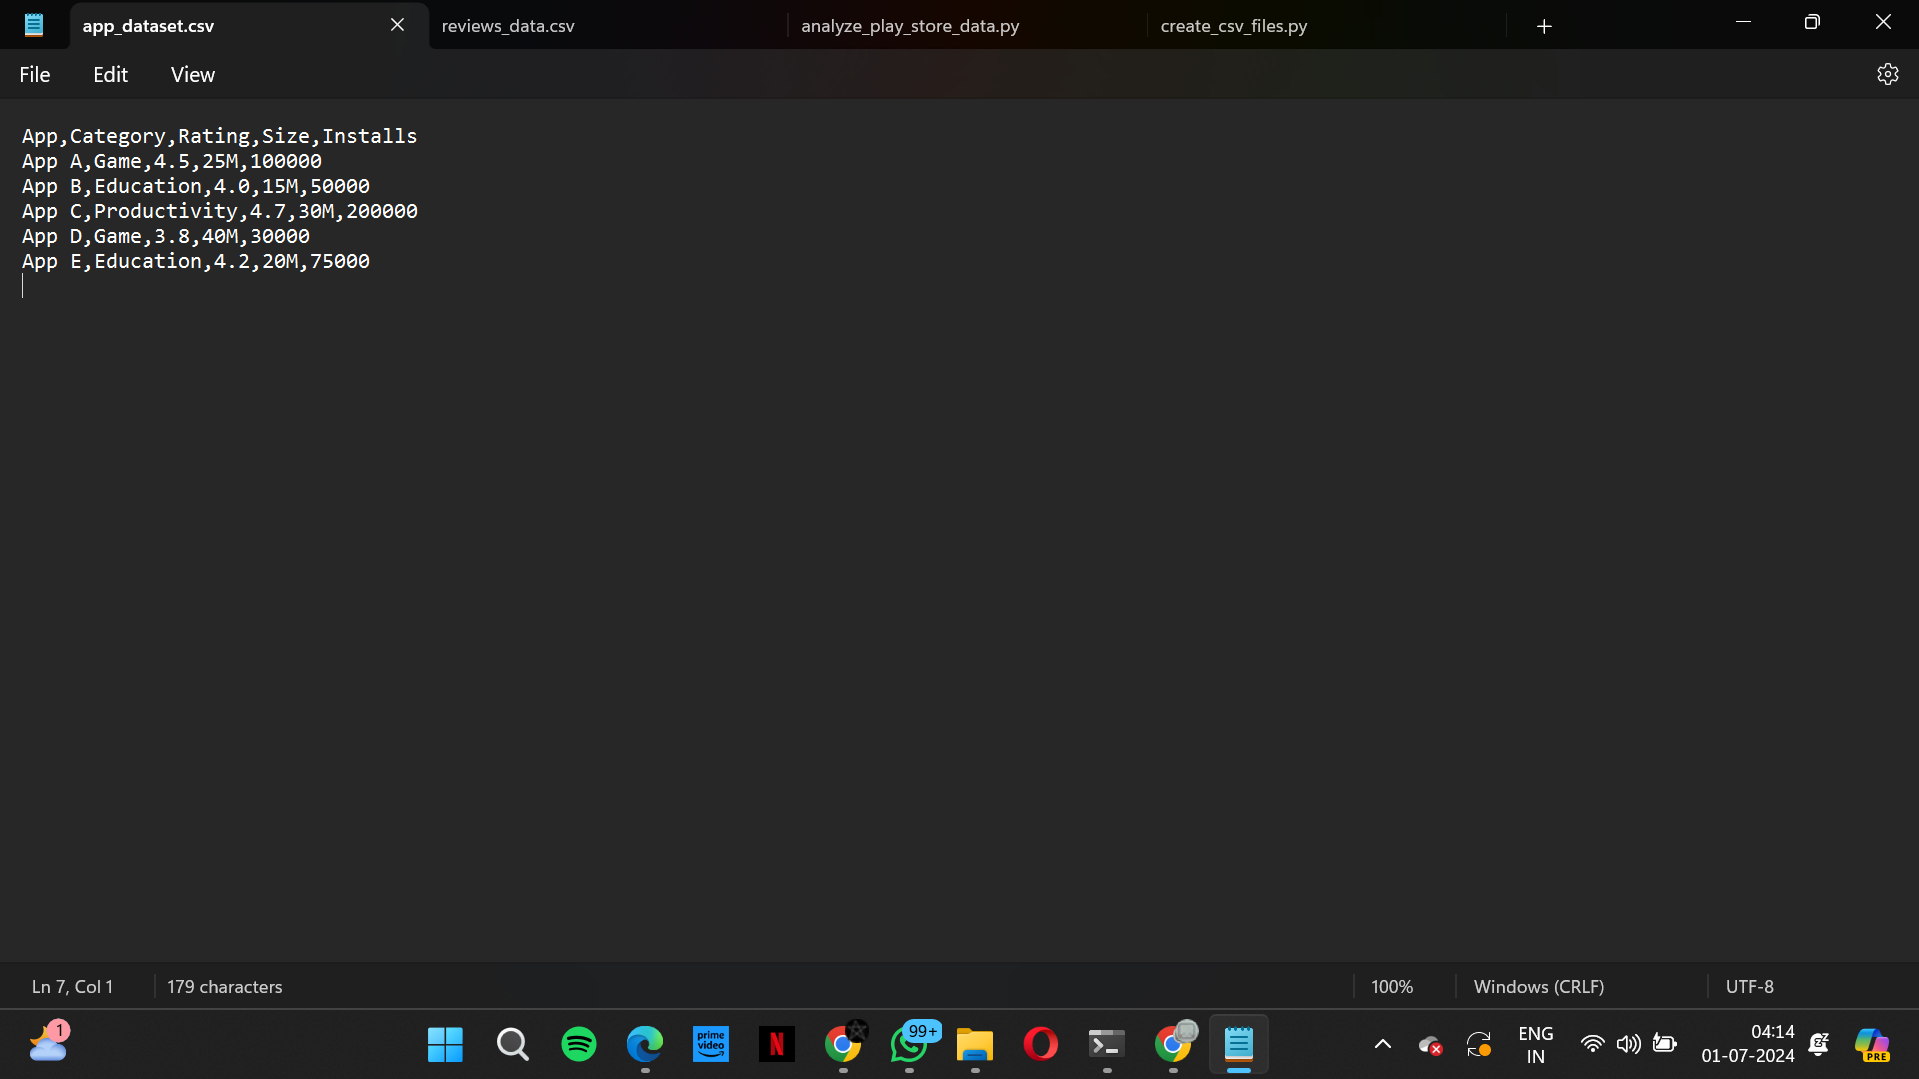 app_dataset.csv
reviews_data.csv
analyze_play_store_data.py
create_csv_files.py
File
Edit
View
App,Category,Rating,Size,Installs
App A,Game,4.5,25M,100000
App B,Education,4.0,15M,50000
App C,Productivity,4.7,30M,200000
App D,Game,3.8,40M,30000
App E,Education,4.2,20M,75000
Ln 7, Col 1
179 characters
100%
Windows (CRLF)
UTF-8
1
prime
video
N
99+
ENG
IN
04:14
01-07-2024
PRE